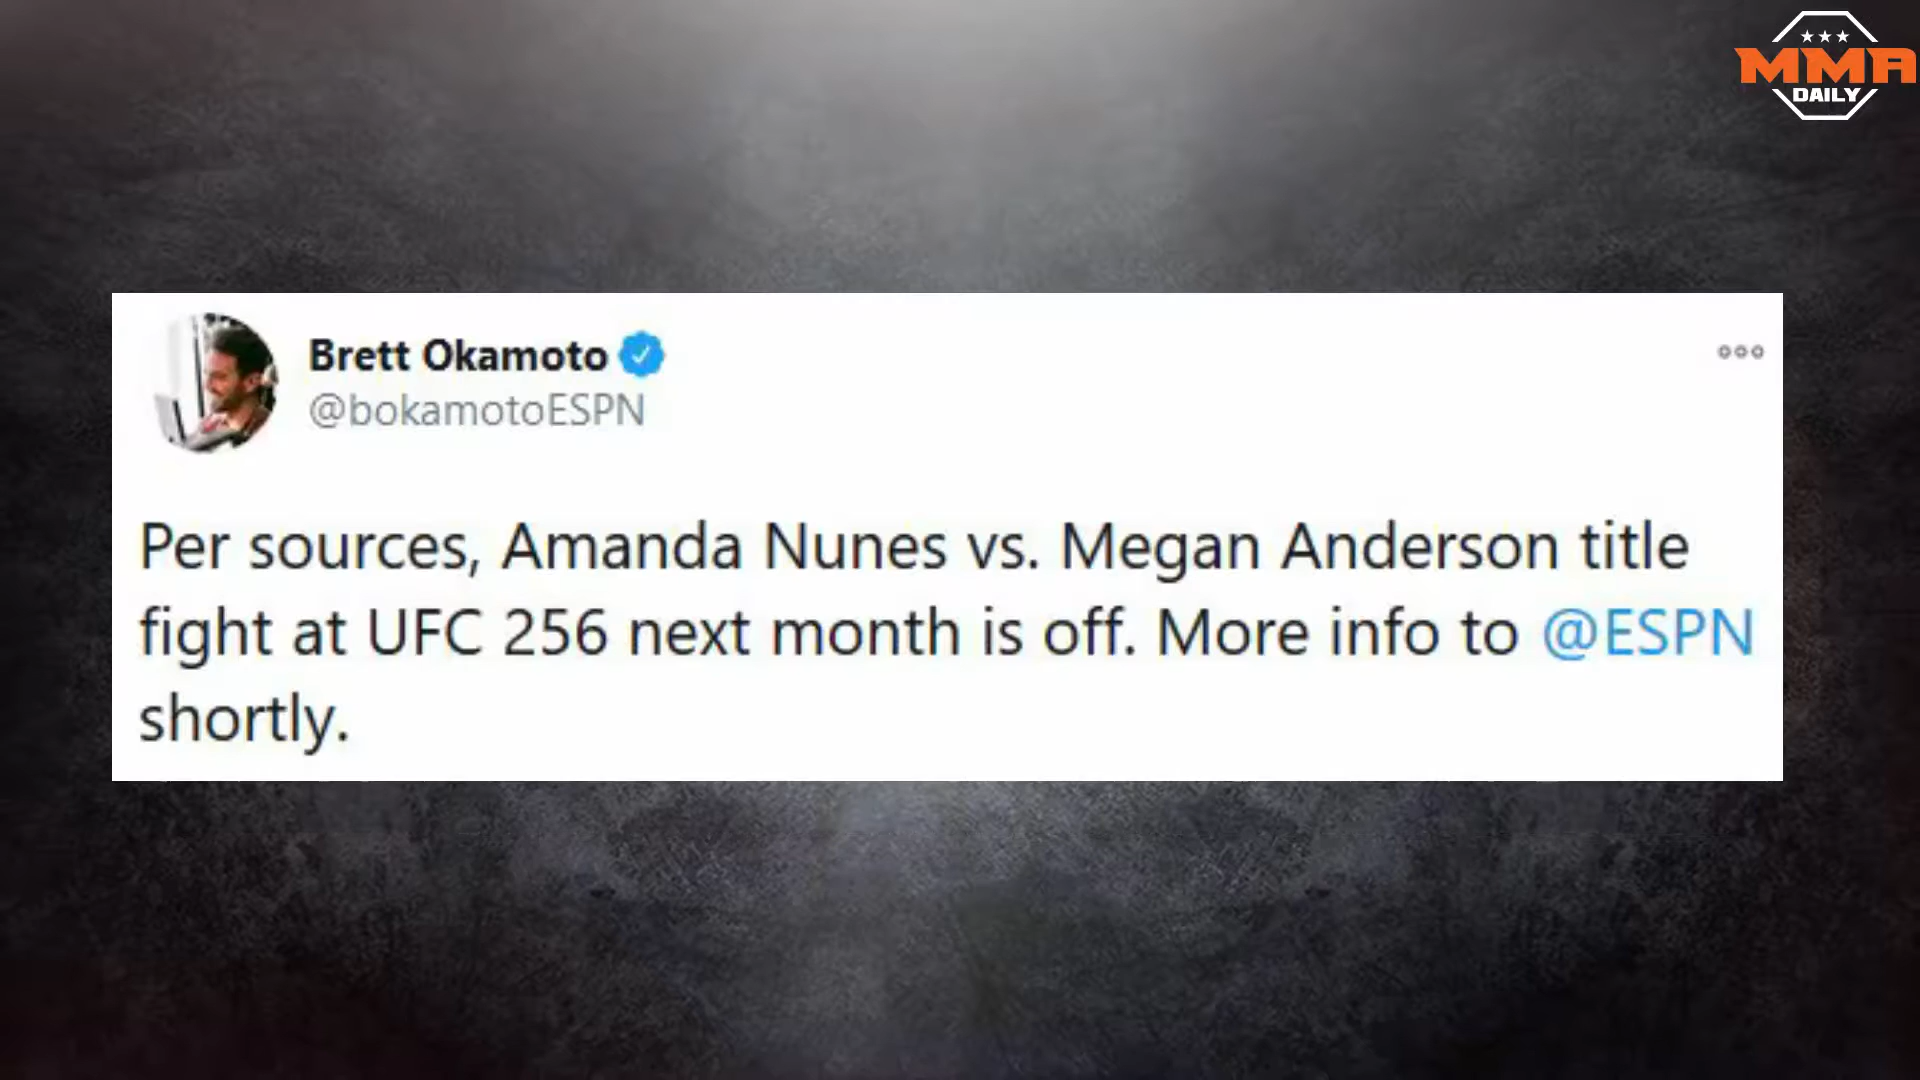 MMA
DAILY
Brett Okamoto
@bokamotoESPN
Per sources, Amanda Nunes vs. Megan Anderson title
fight at UFC 256 next month is off. More info to @ESPN
shortly.